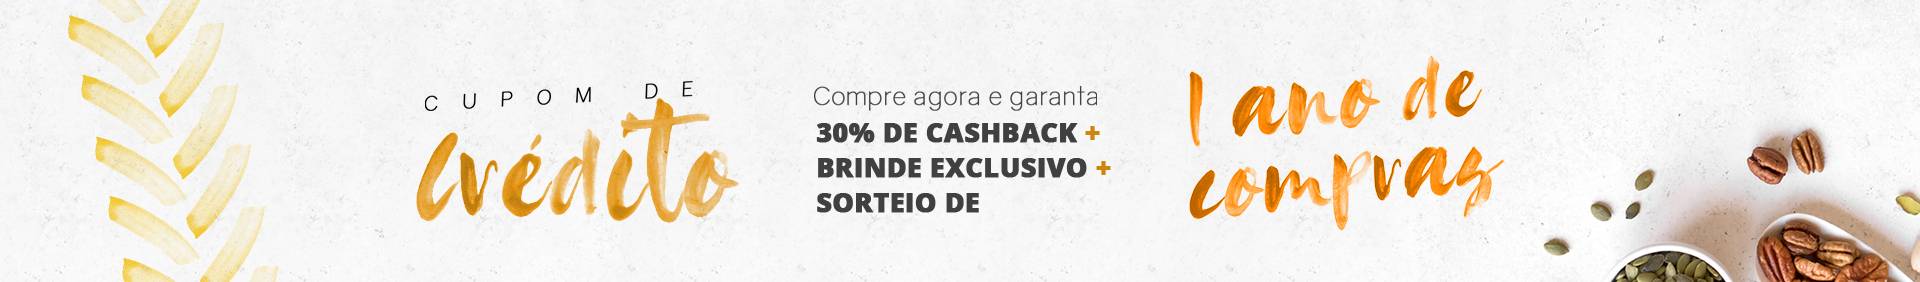 CUPOM DE
Crédito
Compre agora e garanta
30% DE CASHBACK +
BRINDE EXCLUSIVO +
SORTEIO DE
1 ano de
compras